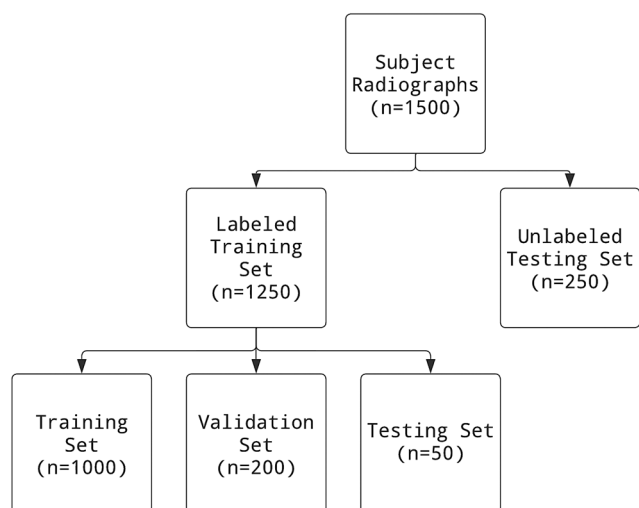 Subject
Radiographs
(n=1500)
Labeled
Training
Set
(n=1250)
Unlabeled
Testing Set
(n=250)
Training
Set
(n=1000)
Validation
Set
(n=200)
Testing Set
(n=50)